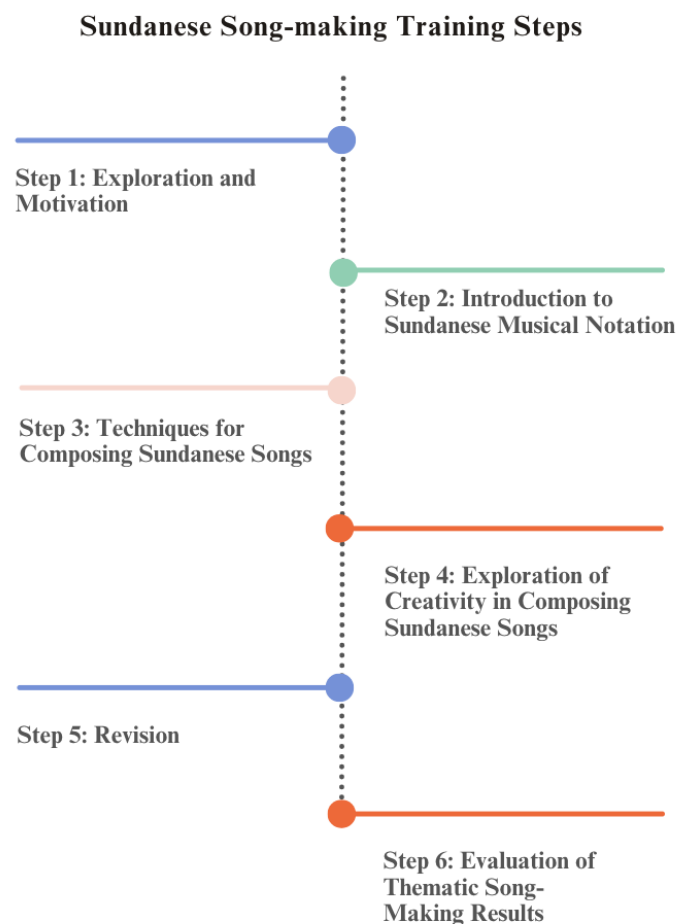 Sundanese Song-making Training Steps
Step 1: Exploration and
Motivation
Step 2: Introduction to
Sundanese Musical Notation
Step 3: Techniques for
Composing Sundanese Songs
Step 4: Exploration of
Creativity in Composing
Sundanese Songs
Step 5: Revision
Step 6: Evaluation of
Thematic Song-
Making Results